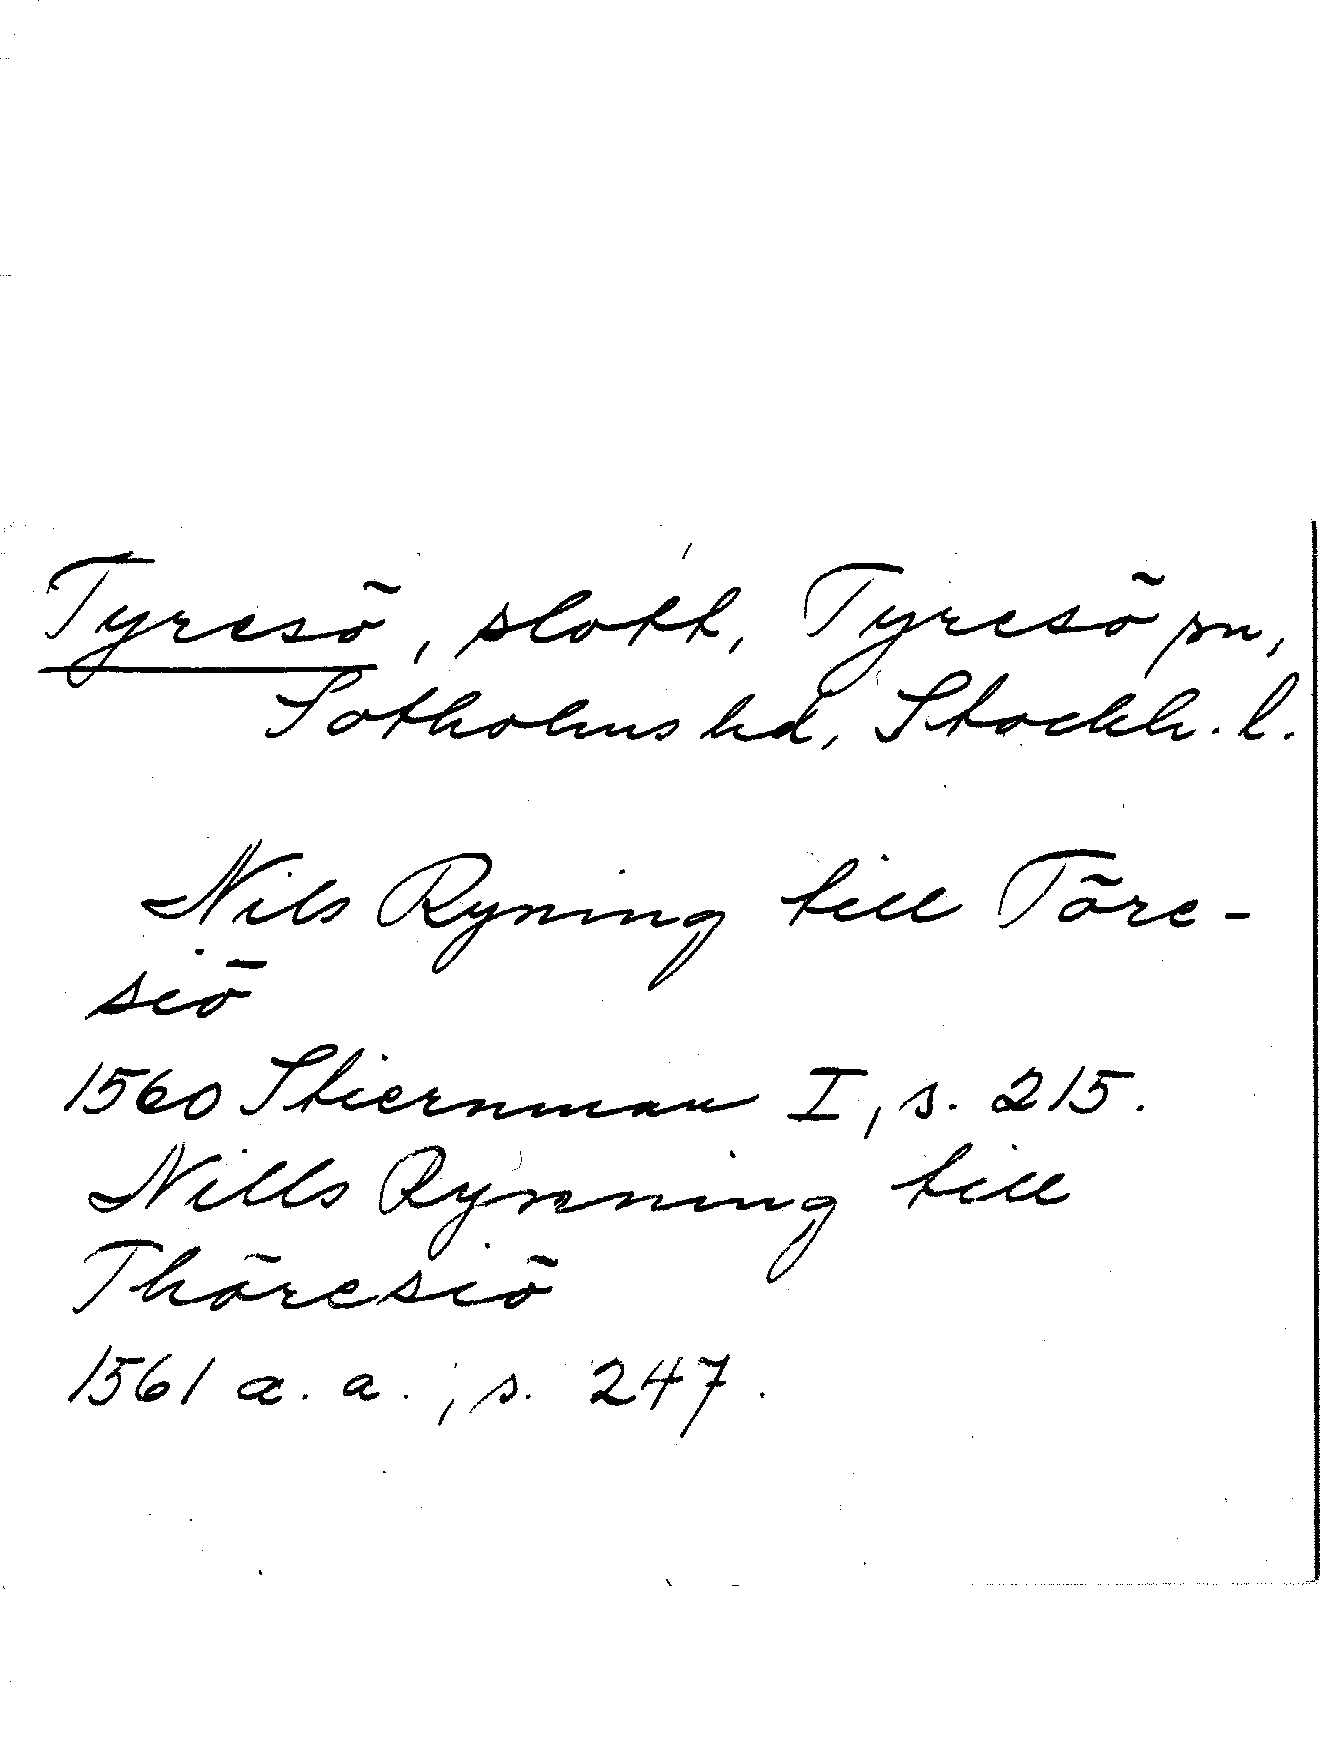 Tyresö, slott, Tyresö sn,
Sotholms hd, Stockh. l.
Nils Ryning till Töre-
siö
1560 Stiernman I, s. 215.
Nills Rynning till
Thöresiö
1561 a. a., s. 247.